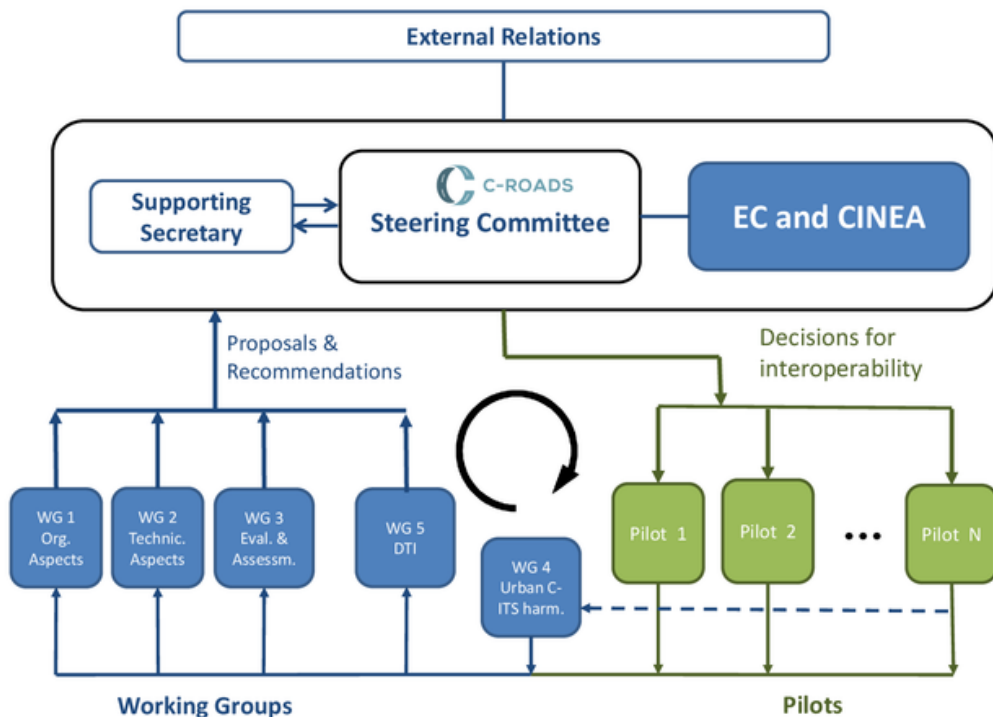 External Relations
C-ROADS
Supporting
Secretary
Steering Committee
EC and CINEA
Proposals &
Recommendations
Decisions for
interoperability
WG 1
Org.
Aspects
WG 2
Technic.
Aspects
WG 3
Eval. &
Assessm.
WG 5
DTI
WG 4
Urban C-
ITS harm.
Pilot 1
Pilot 2
...
Pilot N
Working Groups
Pilots